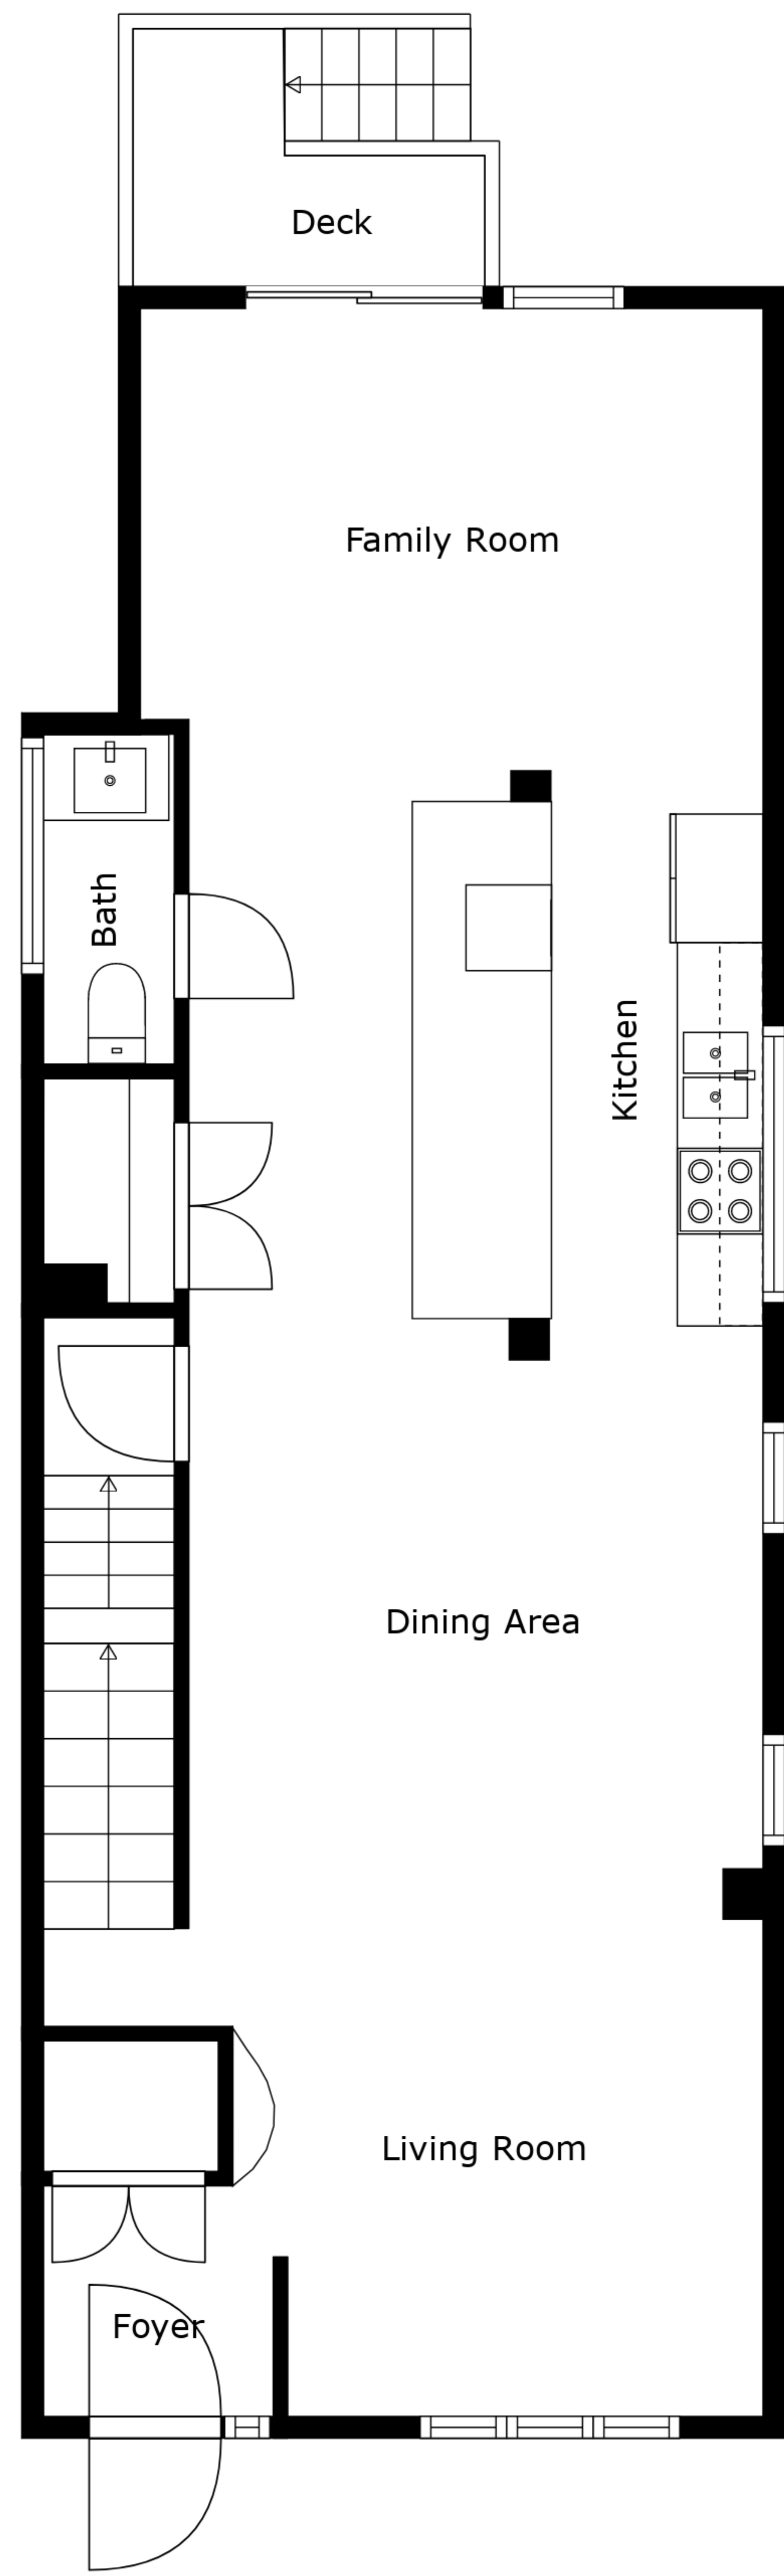 Deck
Family Room
Bath
Kitchen
Dining Area
Living Room
Foyer